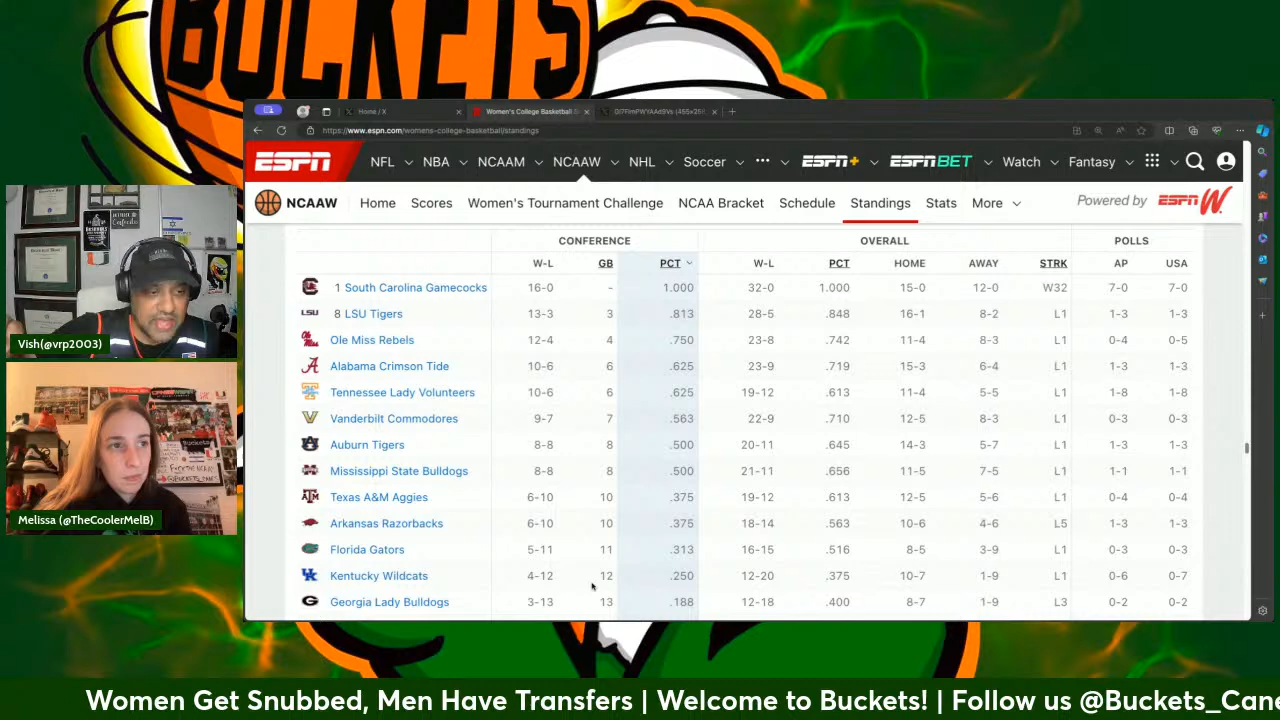 BUCKETS
Home / X
Women's College Basketball S
https://www.espn.com/womens-college-basketball/standings
ESPN NFL NBA NCAAM NCAAW NHL Soccer ••• ESPN+ ESPN BET Watch Fantasy
NCAAW Home Scores Women's Tournament Challenge NCAA Bracket Schedule Standings Stats More Powered by ESPNW
CONFERENCE OVERALL POLLS
W-L GB PCT W-L PCT HOME AWAY STRK AP USA
1 South Carolina Gamecocks 16-0 - 1.000 32-0 1.000 15-0 12-0 W32 7-0 7-0
LSU 8 LSU Tigers 13-3 3 .813 28-5 .848 16-1 8-2 L1 1-3 1-3
Ole Miss Ole Miss Rebels 12-4 4 .750 23-8 .742 11-4 8-3 L1 0-4 0-5
Alabama Crimson Tide 10-6 6 .625 23-9 .719 15-3 6-4 L1 1-3 1-3
Tennessee Lady Volunteers 10-6 6 .625 19-12 .613 11-4 5-5 L1 1-8 1-8
Vanderbilt Commodores 9-7 7 .563 22-9 .710 12-5 8-3 L1 0-3 0-3
Auburn Tigers 8-8 8 .500 20-11 .645 14-3 5-7 L1 1-3 1-3
Mississippi State Bulldogs 8-8 8 .500 21-11 .656 11-5 7-5 L1 1-1 1-1
Texas A&M Aggies 6-10 10 .375 19-12 .613 12-5 5-6 L1 0-4 0-4
Arkansas Razorbacks 6-10 10 .375 18-14 .563 10-6 4-6 L5 1-3 1-3
Florida Gators 5-11 11 .313 16-15 .516 8-5 3-9 L1 0-3 0-3
Kentucky Wildcats 4-12 12 .250 12-20 .375 10-7 1-9 L1 0-6 0-7
Georgia Lady Bulldogs 3-13 13 .188 12-18 .400 8-7 1-9 L3 0-2 0-2
Vish(@vrp2003)
Buckets
Melissa (@TheCoolerMelB)
Women Get Snubbed, Men Have Transfers | Welcome to Buckets! | Follow us @Buckets_Cane